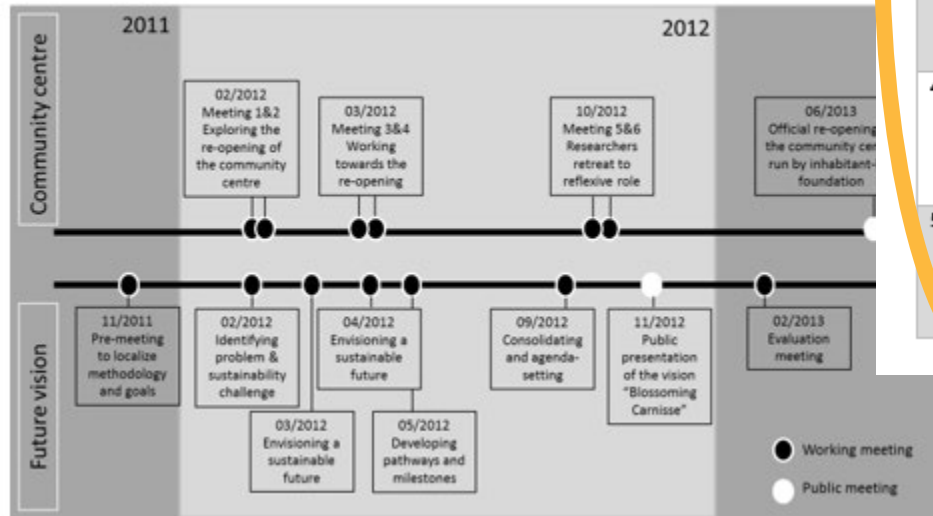 2011
2012
Community centre
02/2012
Meeting 1&2
Exploring the
re-opening of
the community
centre
03/2012
Meeting 3&4
Working
towards the
re-opening
10/2012
Meeting 5&6
Researchers
retreat to
reflexive role
06/2013
Official re-opening
the community
run by inhabitant-
foundation
Future vision
11/2011
Pre-meeting
to localize
methodology
and goals
02/2012
Identifying
problem &
sustainability
challenge
03/2012
Envisioning a
sustainable
future
04/2012
Envisioning a
sustainable
future
05/2012
Developing
pathways and
milestones
09/2012
Consolidating
and agenda-
setting
11/2012
Public
presentation
of the vision
"Blossoming
Carnisse"
02/2013
Evaluation
meeting
Working meeting
Public meeting